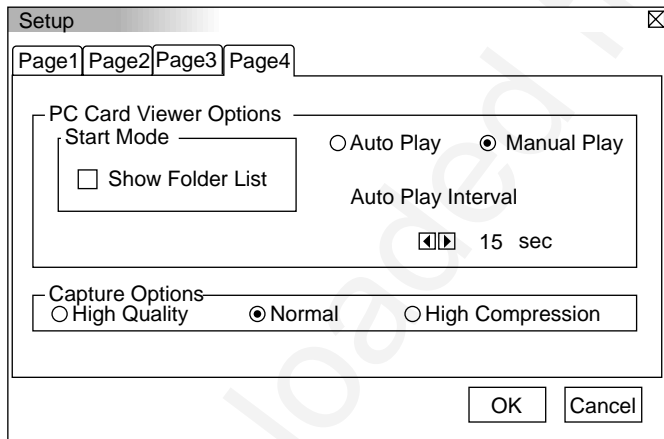 Setup
Page1 Page2 Page3 Page4
PC Card Viewer Options
Start Mode
Show Folder List
Auto Play Manual Play
Auto Play Interval
15 sec
Capture Options
High Quality Normal High Compression
OK Cancel
loaded